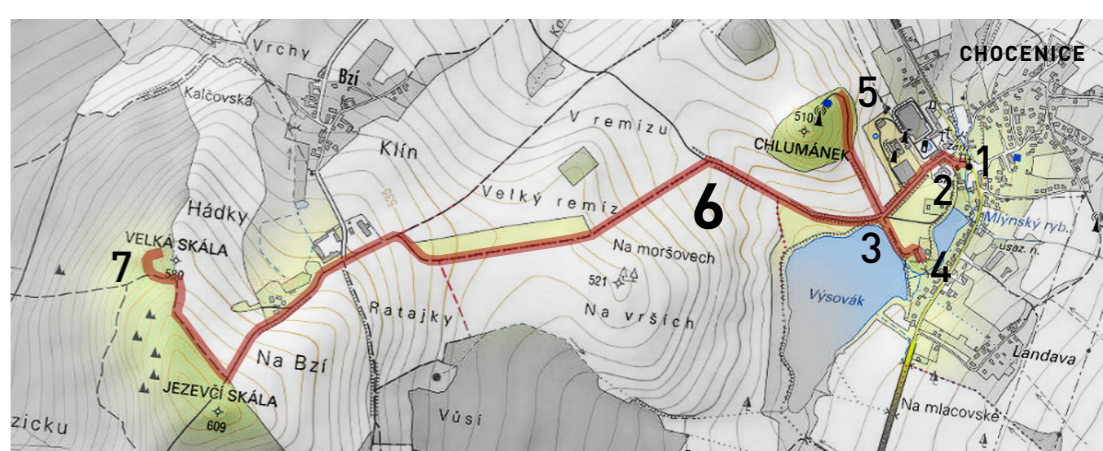 CHOCENICE
Vrchy
Bzí
Kalčovská
5
510
V remízu
CHLUMÁNEK
Klín
1
2
535
Velký remíz
6
Hádky
Mlýnský ryb.
VELKÁ SKÁLA
3
Na moršovech
usaz. n.
7
580
4
521
Výsovák
Ratajky
Na vrších
Na Bzí
Landava
JEZEVČÍ SKÁLA
Na mlacovské
609
Vůsí
zicku